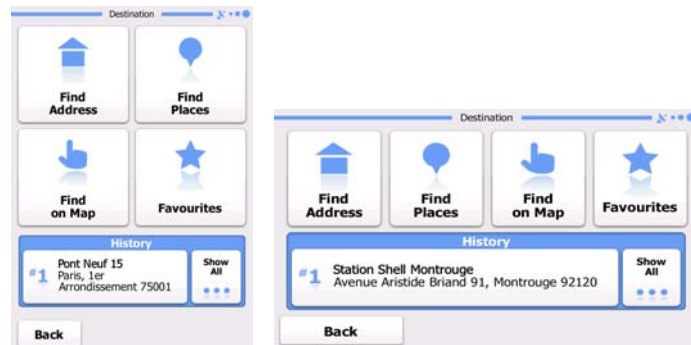 Destination
Find
Address
Find
Places
Find
on Map
Favourites
History
#1
Pont Neuf 15
Paris, 1er
Arrondissement 75001
Show
All
Back
Destination
Find
Address
Find
Places
Find
on Map
Favourites
History
#1
Station Shell Montrouge
Avenue Aristide Briand 91, Montrouge 92120
Show
All
Back